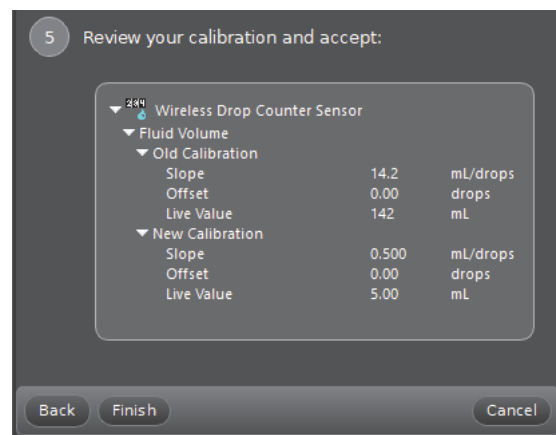 5 Review your calibration and accept:
Wireless Drop Counter Sensor
Fluid Volume
Old Calibration
Slope 14.2 mL/drops
Offset 0.00 drops
Live Value 142 mL
New Calibration
Slope 0.500 mL/drops
Offset 0.00 drops
Live Value 5.00 mL
Back Finish Cancel